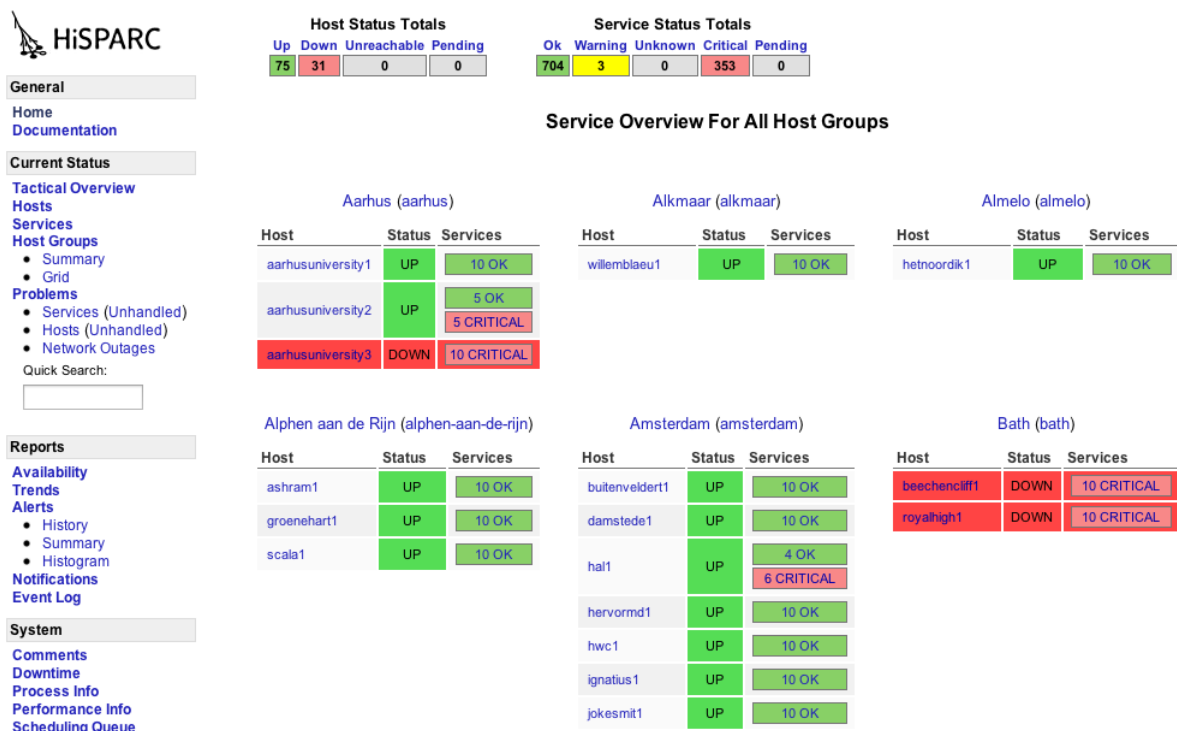 HiSPARC
General
Home
Documentation
Current Status
Tactical Overview
Hosts
Services
Host Groups
Summary
Grid
Problems
Services (Unhandled)
Hosts (Unhandled)
Network Outages
Quick Search:
Reports
Availability
Trends
Alerts
History
Summary
Histogram
Notifications
Event Log
System
Comments
Downtime
Process Info
Performance Info
Scheduling Queue
Host Status Totals
Up Down Unreachable Pending
75 31 0 0
Service Status Totals
Ok Warning Unknown Critical Pending
704 3 0 353 0
Service Overview For All Host Groups
Aarhus (aarhus)
Host Status Services
aarhusuniversity1 UP 10 OK
aarhusuniversity2 UP 5 OK
5 CRITICAL
aarhusuniversity3 DOWN 10 CRITICAL
Alkmaar (alkmaar)
Host Status Services
willemblaeu1 UP 10 OK
Almelo (almelo)
Host Status Services
hetnoordik1 UP 10 OK
Alphen aan de Rijn (alphen-aan-de-rijn)
Host Status Services
ashram1 UP 10 OK
groenehart1 UP 10 OK
scala1 UP 10 OK
Amsterdam (amsterdam)
Host Status Services
buitenveldert1 UP 10 OK
damstede1 UP 10 OK
hal1 UP 4 OK
6 CRITICAL
hervormd1 UP 10 OK
hwc1 UP 10 OK
ignatius1 UP 10 OK
jokesmit1 UP 10 OK
Bath (bath)
Host Status Services
beechencliff1 DOWN 10 CRITICAL
royalhigh1 DOWN 10 CRITICAL